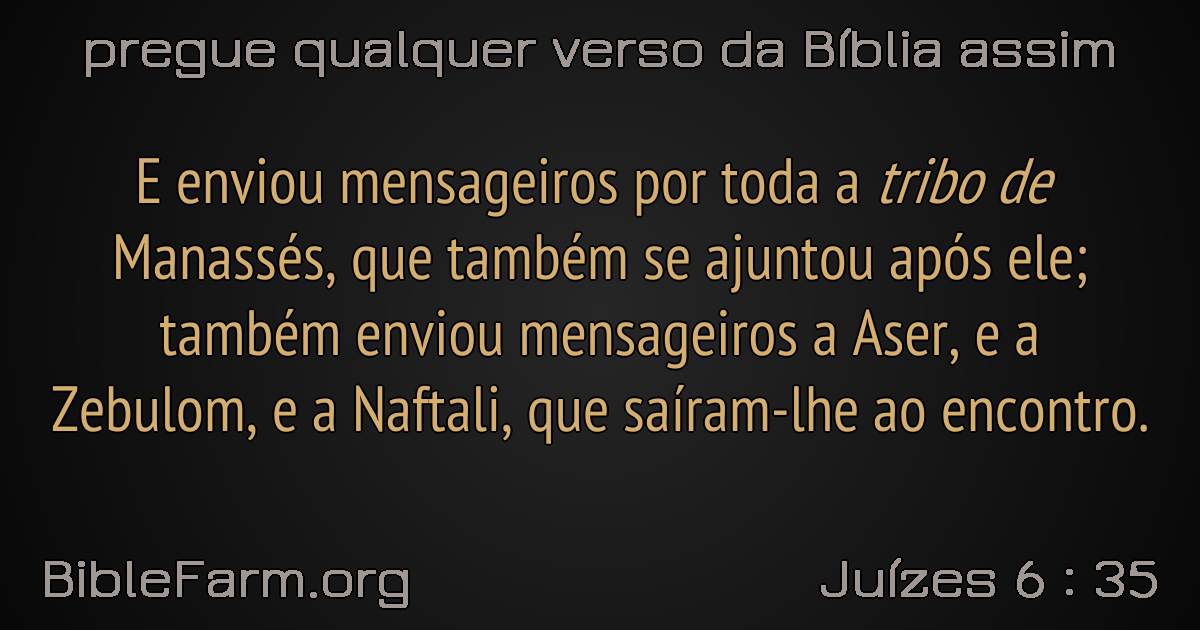 pregue qualquer verso da Bíblia assim
E enviou mensageiros por toda a tribo de
Manassés, que também se ajuntou após ele;
também enviou mensageiros a Aser, e a
Zebulom, e a Naftali, que saíram-lhe ao encontro.
BibleFarm.org
Juízes 6 : 35